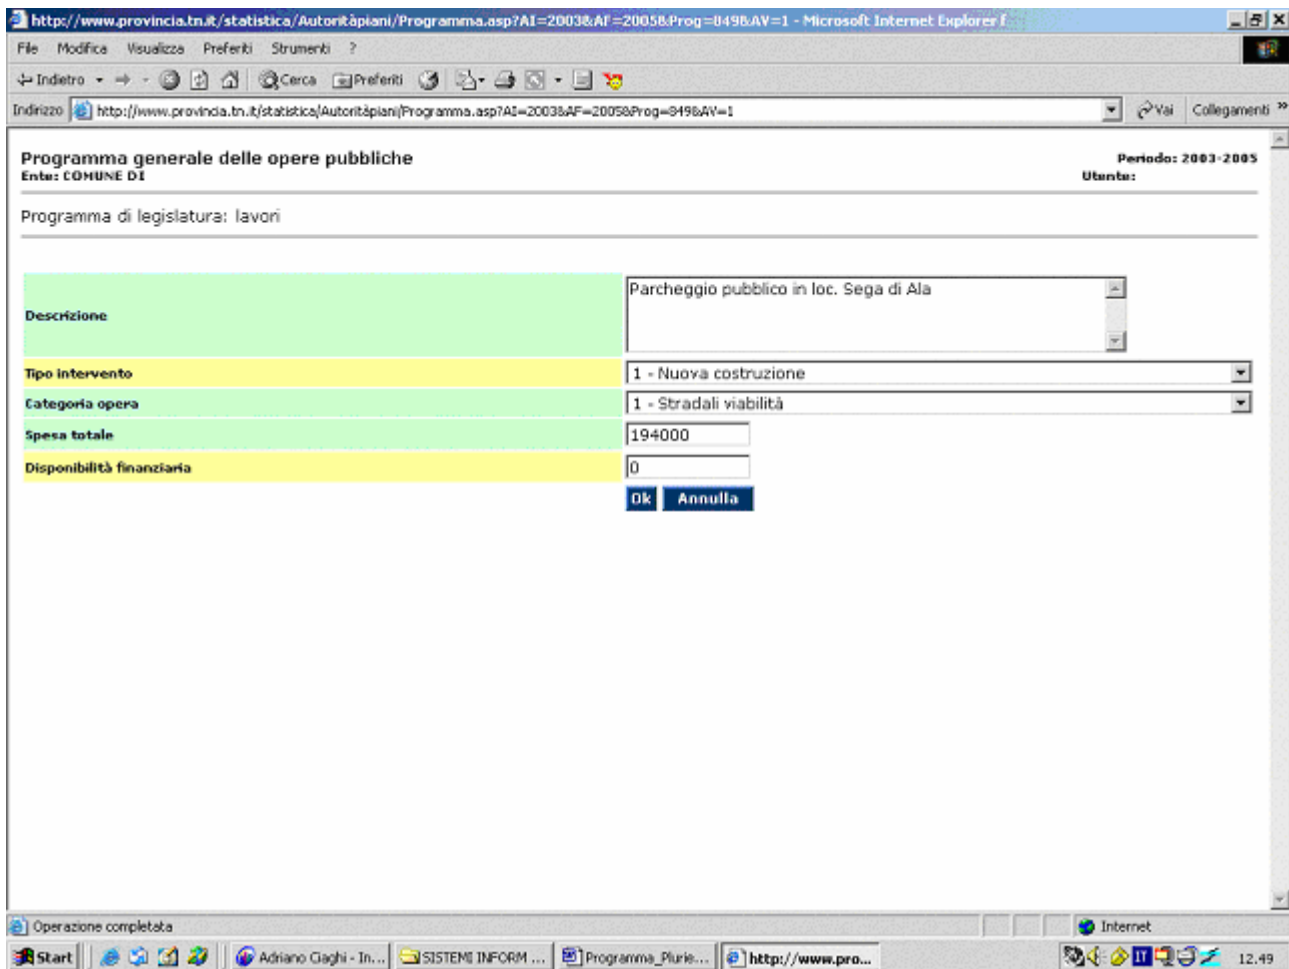 http://www.provincia.tn.it/statistica/Autoritàpiani/Programma.asp?AI=2003&AF=2005&Prog=849&AV=1 - Microsoft Internet Explorer f
File Modifica Visualizza Preferiti Strumenti ?
Indietro Cerca Preferiti
Indirizzo http://www.provincia.tn.it/statistica/Autoritàpiani/Programma.asp?AI=2003&AF=2005&Prog=849&AV=1 Vai Collegamenti »
Programma generale delle opere pubbliche Periodo: 2003-2005
Ente: COMUNE DI Utente:
Programma di legislatura: lavori
Descrizione Parcheggio pubblico in loc. Sega di Ala
Tipo intervento 1 - Nuova costruzione
Categoria opera 1 - Stradali viabilità
Spesa totale 194000
Disponibilità finanziaria 0
Ok Annulla
Operazione completata Internet
Start Adriano Ciaghi - In... SISTEMI INFORM ... Programma_Plurie... http://www.pro... IT 12.49